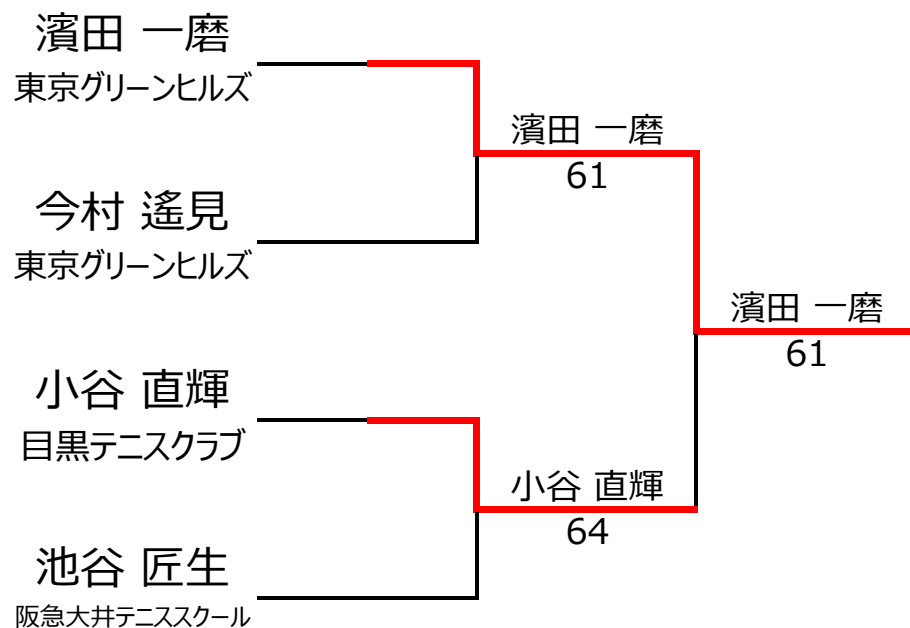 濱田 一磨
東京グリーンヒルズ
濱田 一磨
61
今村 遙見
東京グリーンヒルズ
濱田 一磨
61
小谷 直輝
目黒テニスクラブ
小谷 直輝
64
池谷 匠生
阪急大井テニススクール